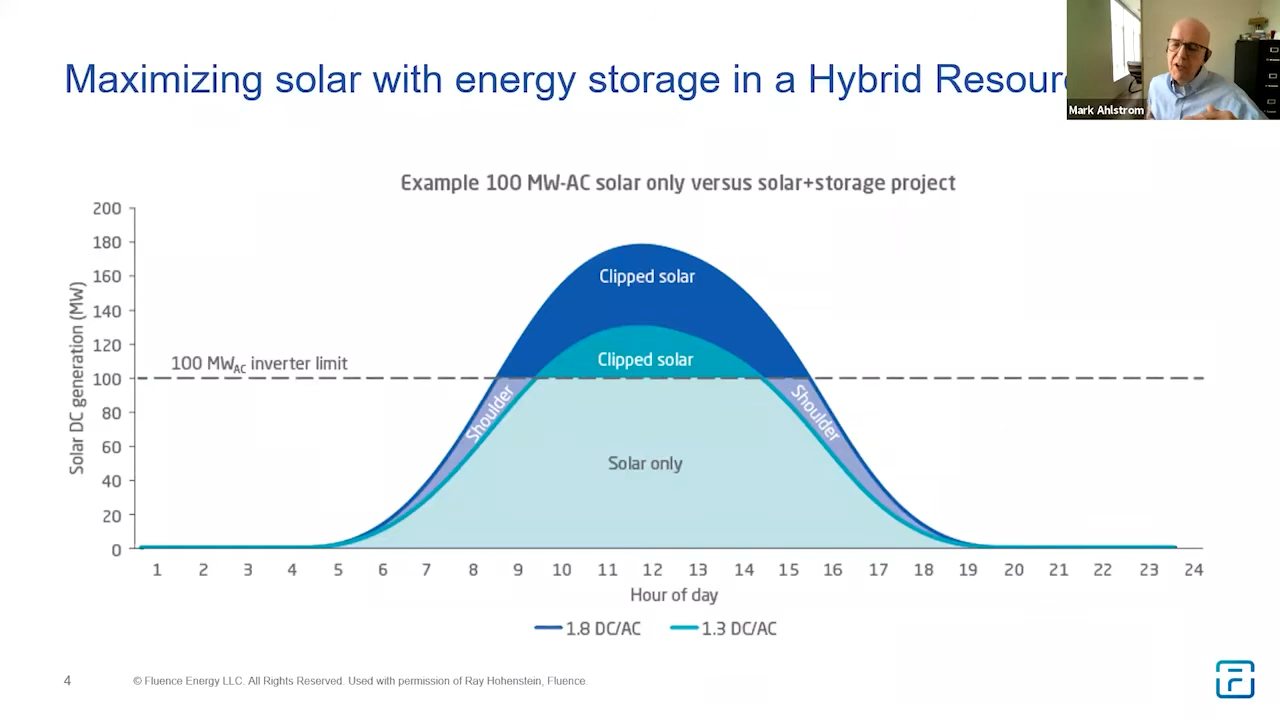 Maximizing solar with energy storage in a Hybrid
Mark Ahlstrom
Example 100 MW-AC solar only versus solar+storage project
Solar DC generation (MW)
200
180
160
140
120
100
80
60
40
20
0
100 MWAC inverter limit
Clipped solar
Clipped solar
Shoulder
Shoulder
Solar only
1 2 3 4 5 6 7 8 9 10 11 12 13 14 15 16 17 18 19 20 21 22 23 24
Hour of day
1.8 DC/AC 1.3 DC/AC
4
© Fluence Energy LLC. All Rights Reserved. Used with permission of Ray Hohenstein, Fluence.